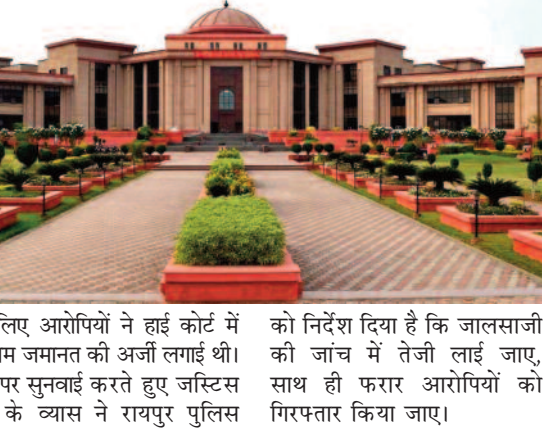 लिए आरोपियों ने हाई कोर्ट में
जमानत की अर्जी लगाई थी।
पर सुनवाई करते हुए जस्टिस
के व्यास ने रायपुर पुलिस
को निर्देश दिया है कि जालसाजी
की जांच में तेजी लाई जाए,
साथ ही फरार आरोपियों को
गिरफ्तार किया जाए।